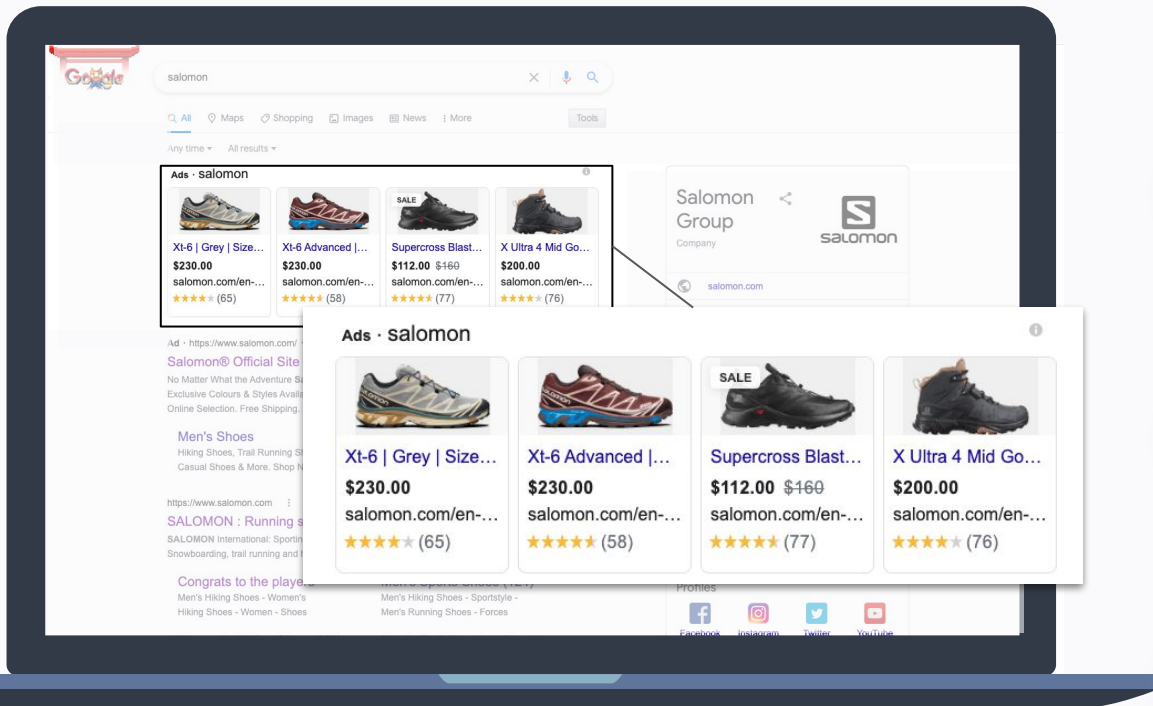 Google
salomon
All Maps Shopping Images News More Tools
Any time All results
Ads · salomon
Xt-6 | Grey | Size...
$230.00
salomon.com/en-...
(65)
Xt-6 Advanced |...
$230.00
salomon.com/en-...
(58)
SALE
Supercross Blast...
$112.00 $160
salomon.com/en-...
(77)
X Ultra 4 Mid Go...
$200.00
salomon.com/en-...
(76)
Salomon
Group
Company
salomon
salomon.com
Ad · https://www.salomon.com/
Salomon® Official Site
No Matter What the Adventure
Exclusive Colours & Styles
Online Selection. Free Shipping.
Men's Shoes
Hiking Shoes, Trail Running
Casual Shoes & More. Shop
https://www.salomon.com
SALOMON : Running
SALOMON International:
Snowboarding, trail running and
Congrats to the
Men's Hiking Shoes - Women's
Hiking Shoes - Women - Shoes
Men's Sports Shoes
Men's Hiking Shoes - Sportstyle -
Men's Running Shoes - Forces
Ads · salomon
Xt-6 | Grey | Size...
$230.00
salomon.com/en-...
(65)
Xt-6 Advanced |...
$230.00
salomon.com/en-...
(58)
SALE
Supercross Blast...
$112.00 $160
salomon.com/en-...
(77)
X Ultra 4 Mid Go...
$200.00
salomon.com/en-...
(76)
Profiles
Facebook Instagram Twitter YouTube